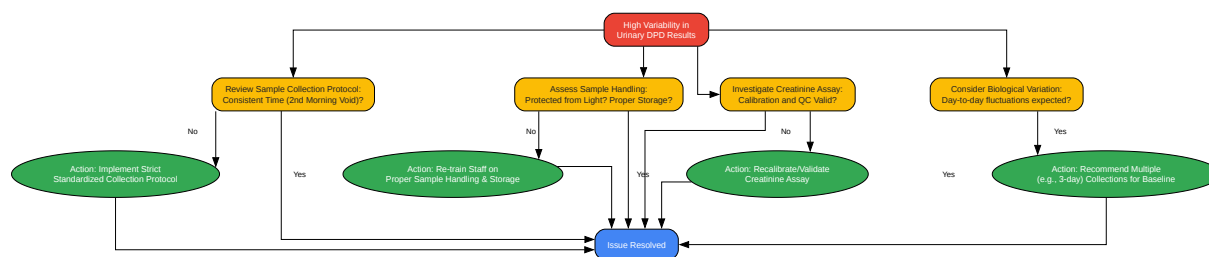 High Variability in
Urinary DPD Results
Review Sample Collection Protocol:
Consistent Time (2nd Morning Void)?
Assess Sample Handling:
Protected from Light? Proper Storage?
Investigate Creatinine Assay:
Calibration and QC Valid?
Consider Biological Variation:
Day-to-day fluctuations expected?
No
No
No
Yes
Action: Implement Strict
Standardized Collection Protocol
Yes
Action: Re-train Staff on
Proper Sample Handling & Storage
Yes
Action: Recalibrate/Validate
Creatinine Assay
Yes
Action: Recommend Multiple
(e.g., 3-day) Collections for Baseline
Issue Resolved